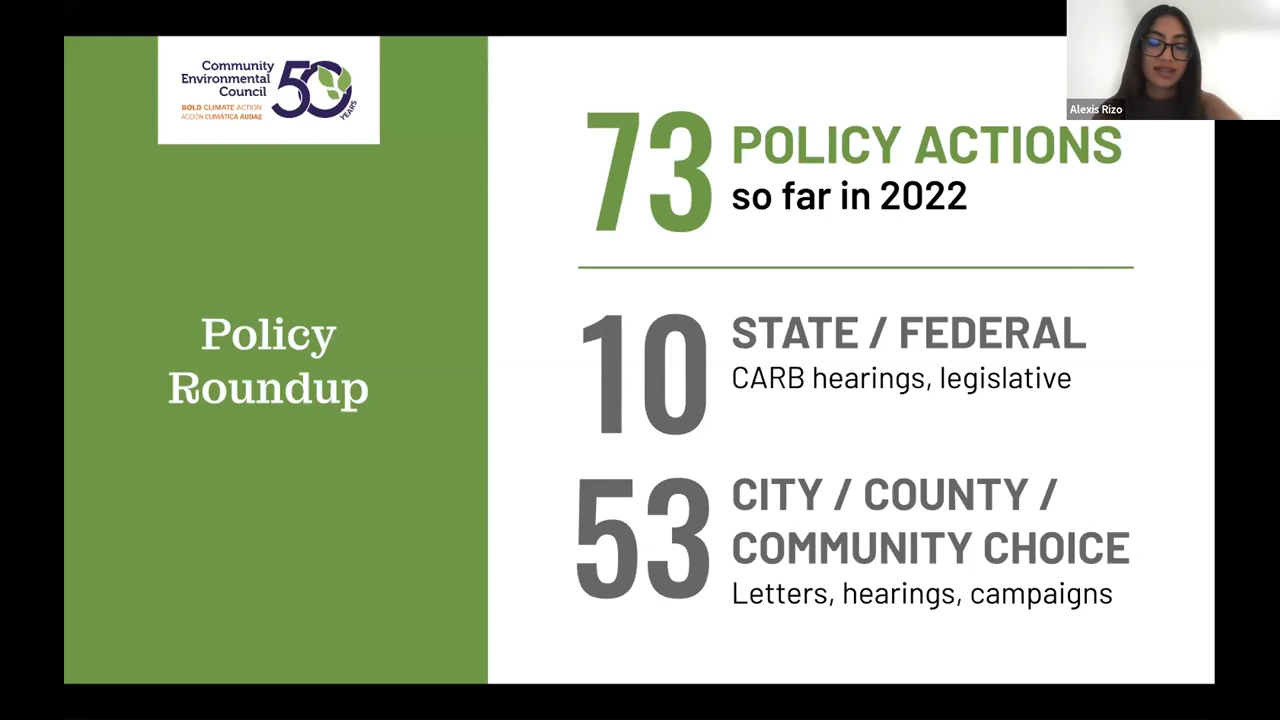 Community
Environmental
Council
50
YEARS
BOLD CLIMATE ACTION
ACCIÓN CLIMÁTICA AUDAZ
Policy
Roundup
73
POLICY ACTIONS
so far in 2022
10
STATE / FEDERAL
CARB hearings, legislative
53
CITY / COUNTY /
COMMUNITY CHOICE
Letters, hearings, campaigns
Alexis Rizo